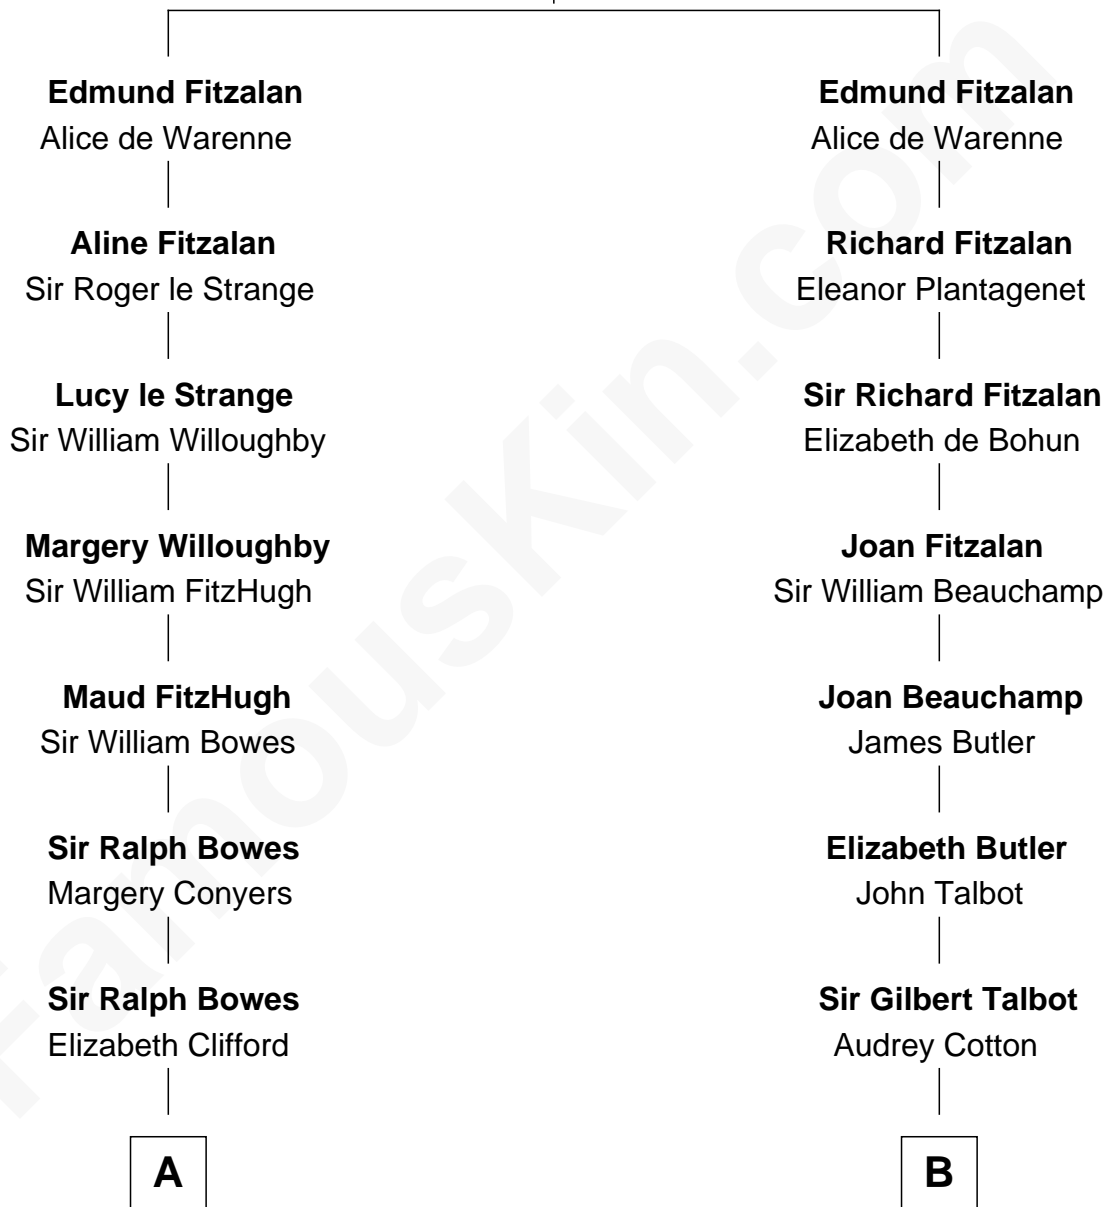 Edmund Fitzalan
Alice de Warenne
Aline Fitzalan
Sir Roger le Strange
Lucy le Strange
Sir William Willoughby
Margery Willoughby
Sir William FitzHugh
Maud FitzHugh
Sir William Bowes
Sir Ralph Bowes
Margery Conyers
Sir Ralph Bowes
Elizabeth Clifford
A
Edmund Fitzalan
Alice de Warenne
Richard Fitzalan
Eleanor Plantagenet
Sir Richard Fitzalan
Elizabeth de Bohun
Joan Fitzalan
Sir William Beauchamp
Joan Beauchamp
James Butler
Elizabeth Butler
John Talbot
Sir Gilbert Talbot
Audrey Cotton
B
FamousKin.com